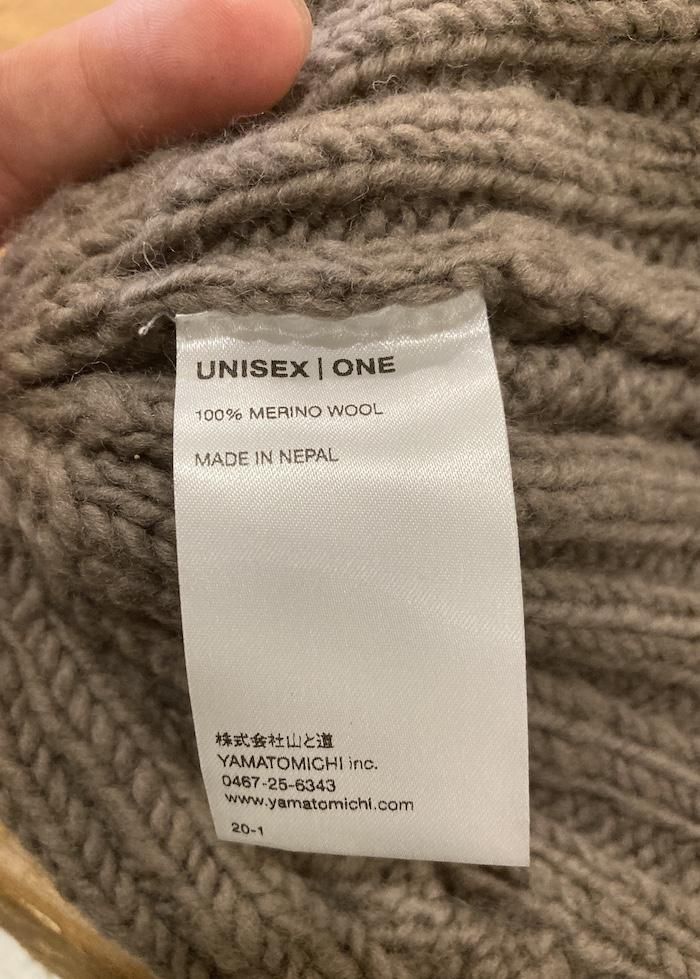 UNISEX | ONE
100% MERINO WOOL
MADE IN NEPAL
株式会社山と道
YAMATOMICHI inc.
0467-25-6343
www.yamatomichi.com
20-1